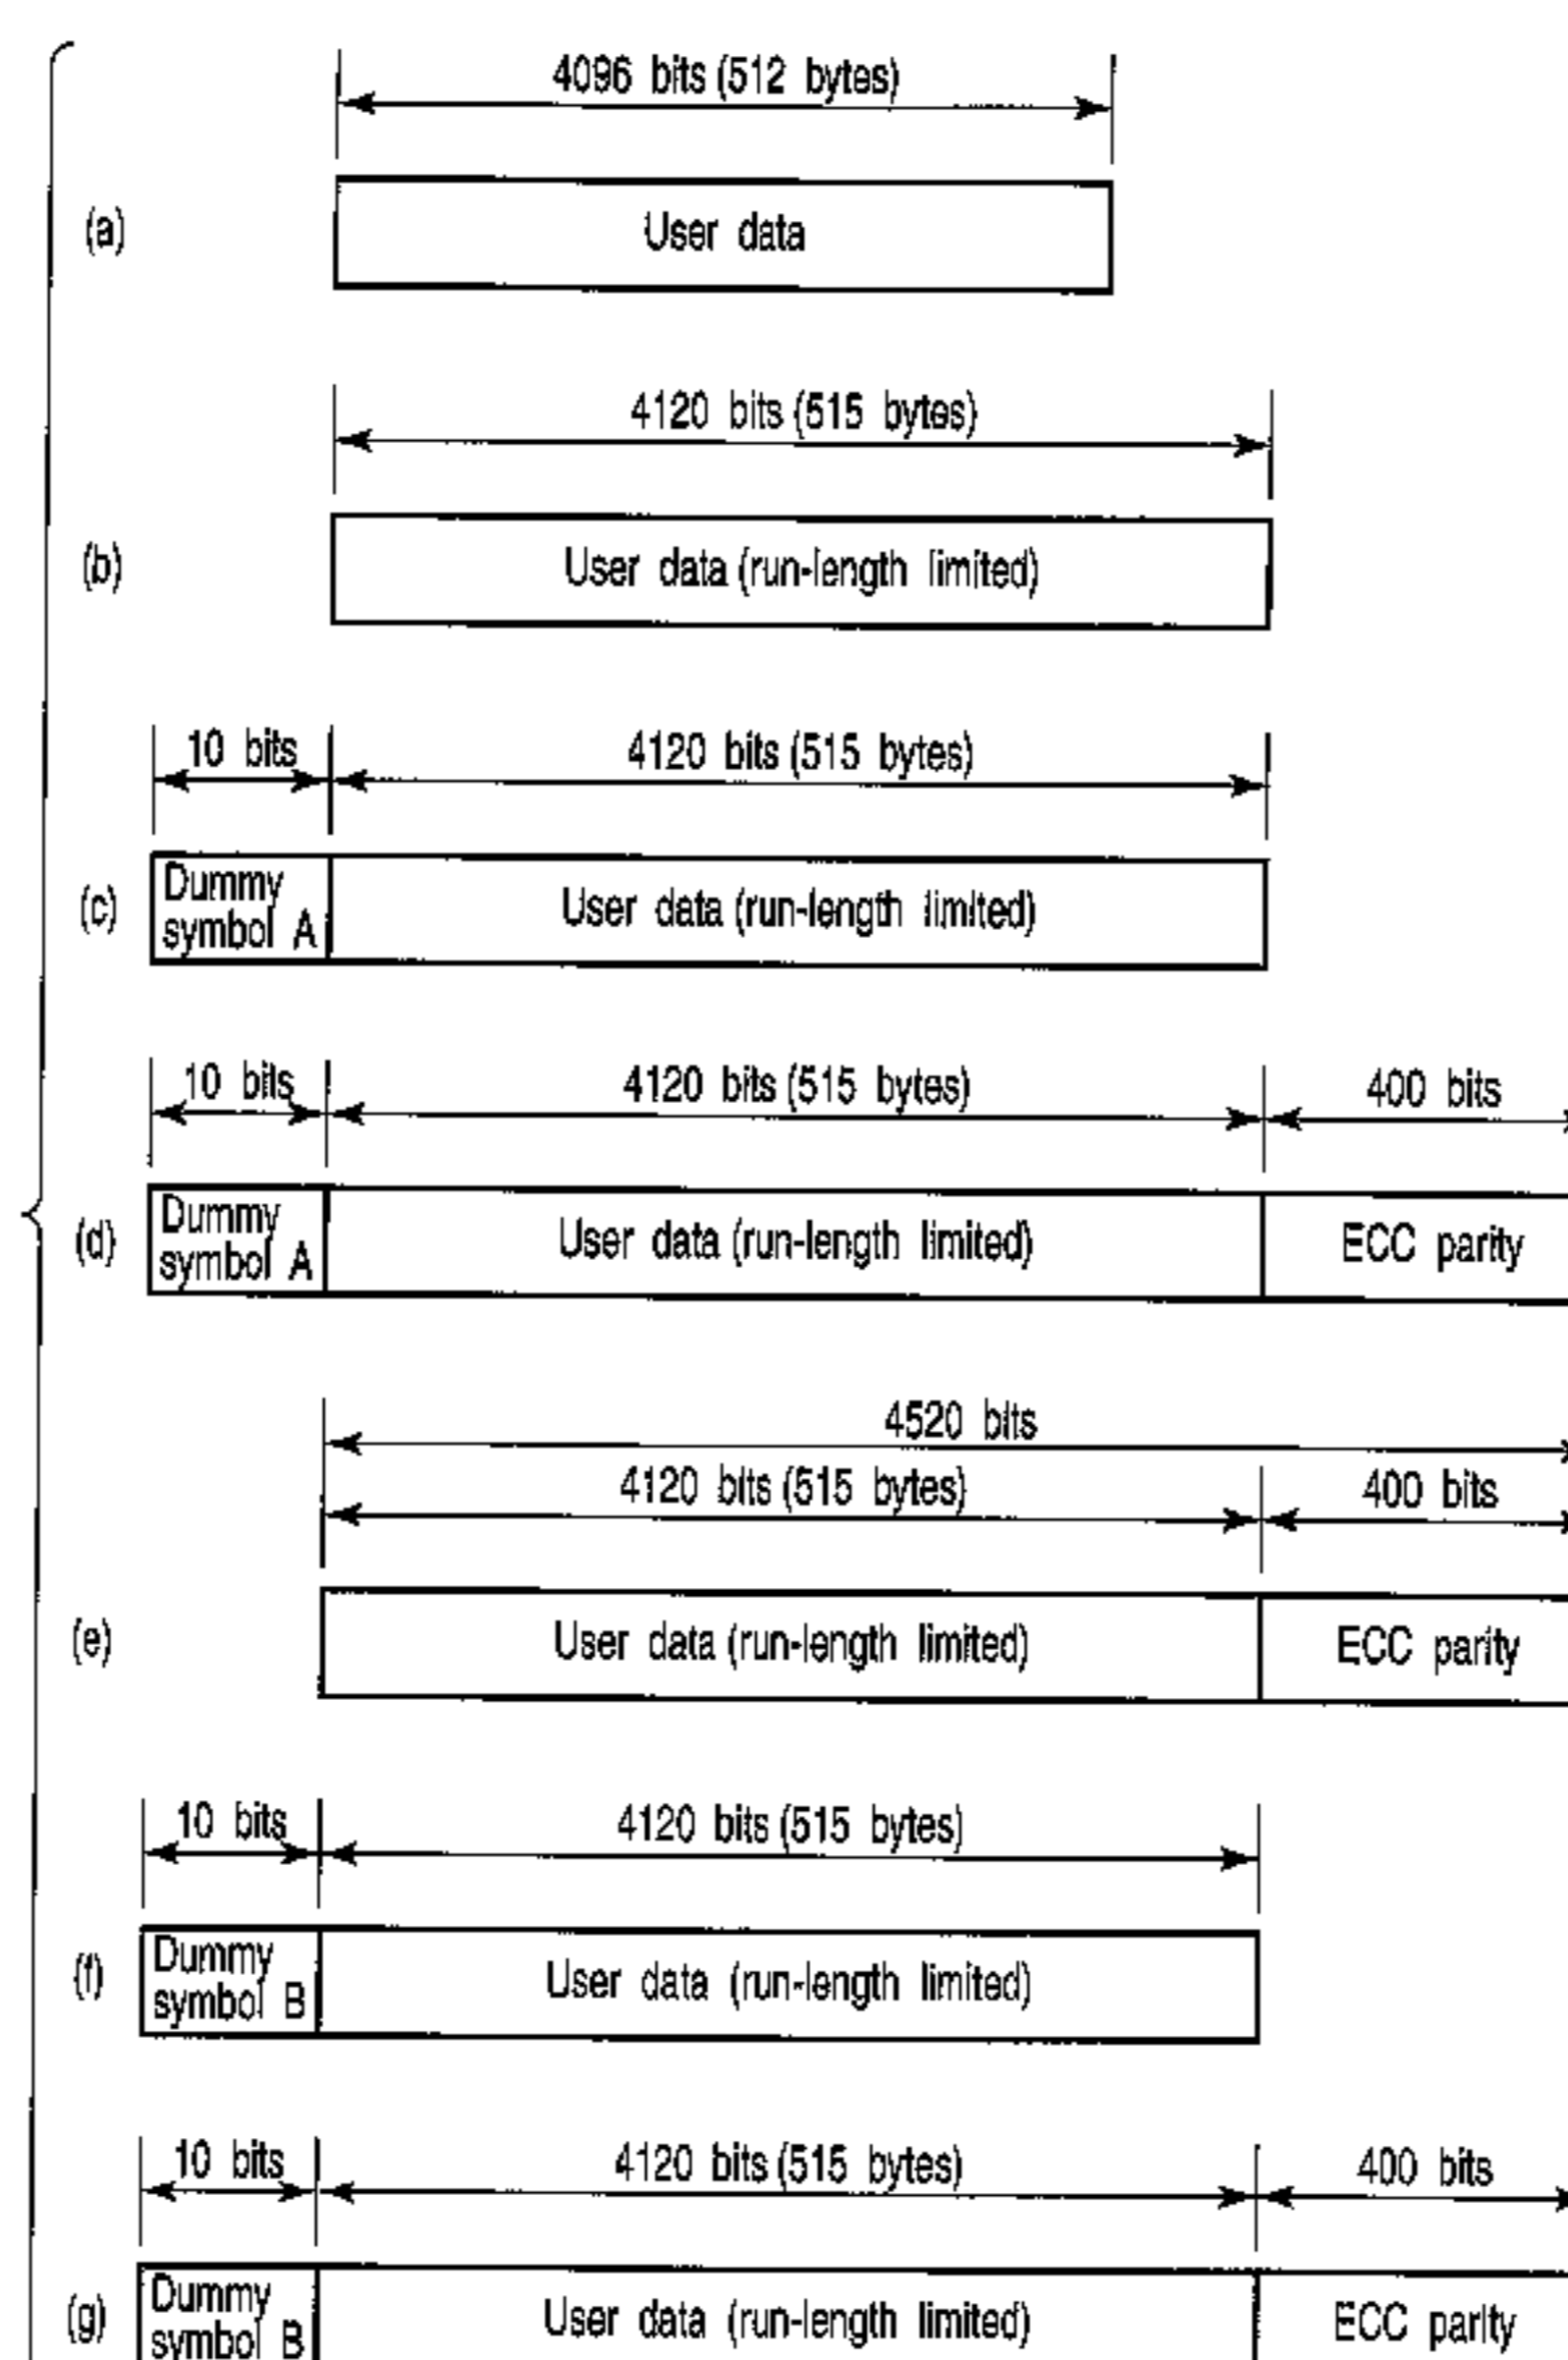 4096 bits (512 bytes)
(a)
User data
4120 bits (515 bytes)
(b)
User data (run-length limited)
10 bits
4120 bits (515 bytes)
(c)
Dummy
symbol A
User data (run-length limited)
10 bits
4120 bits (515 bytes)
400 bits
(d)
Dummy
symbol A
User data (run-length limited)
ECC parity
4520 bits
4120 bits (515 bytes)
400 bits
(e)
User data (run-length limited)
ECC parity
10 bits
4120 bits (515 bytes)
(f)
Dummy
symbol B
User data (run-length limited)
10 bits
4120 bits (515 bytes)
400 bits
(g)
Dummy
symbol B
User data (run-length limited)
ECC parity